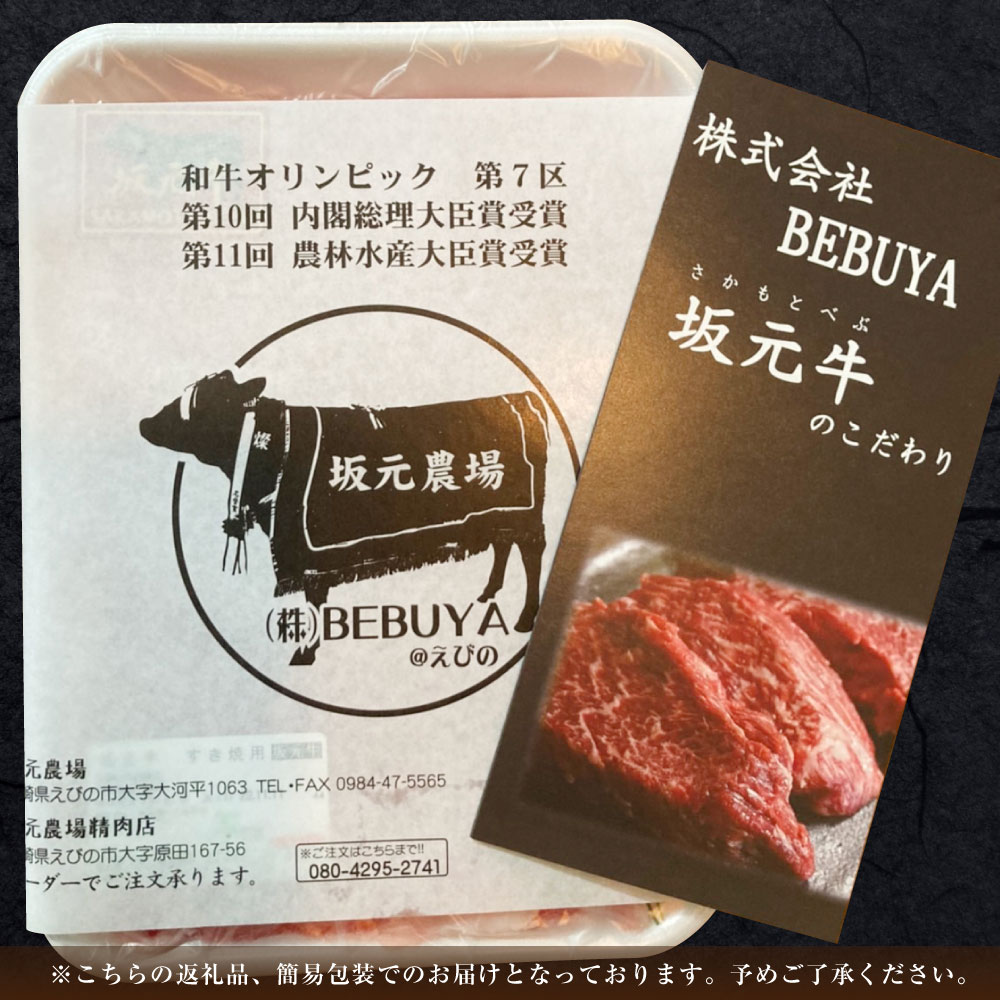 和牛オリンピック 第7区
第10回 内閣総理大臣賞受賞
第11回 農林水産大臣賞受賞
燦
坂元農場
(株)BEBUYA
@えびの
すき焼用 坂元牛
元農場
崎県えびの市大字大河平1063 TEL・FAX 0984-47-5565
元農場精肉店
崎県えびの市大字原田167-56
ーダーでご注文承ります。
※ご注文はこちらまで!!
080-4295-2741
株式会社
BEBUYA
さかもとべぶ
坂元牛
のこだわり
※こちらの返礼品、簡易包装でのお届けとなっております。予めご了承ください。